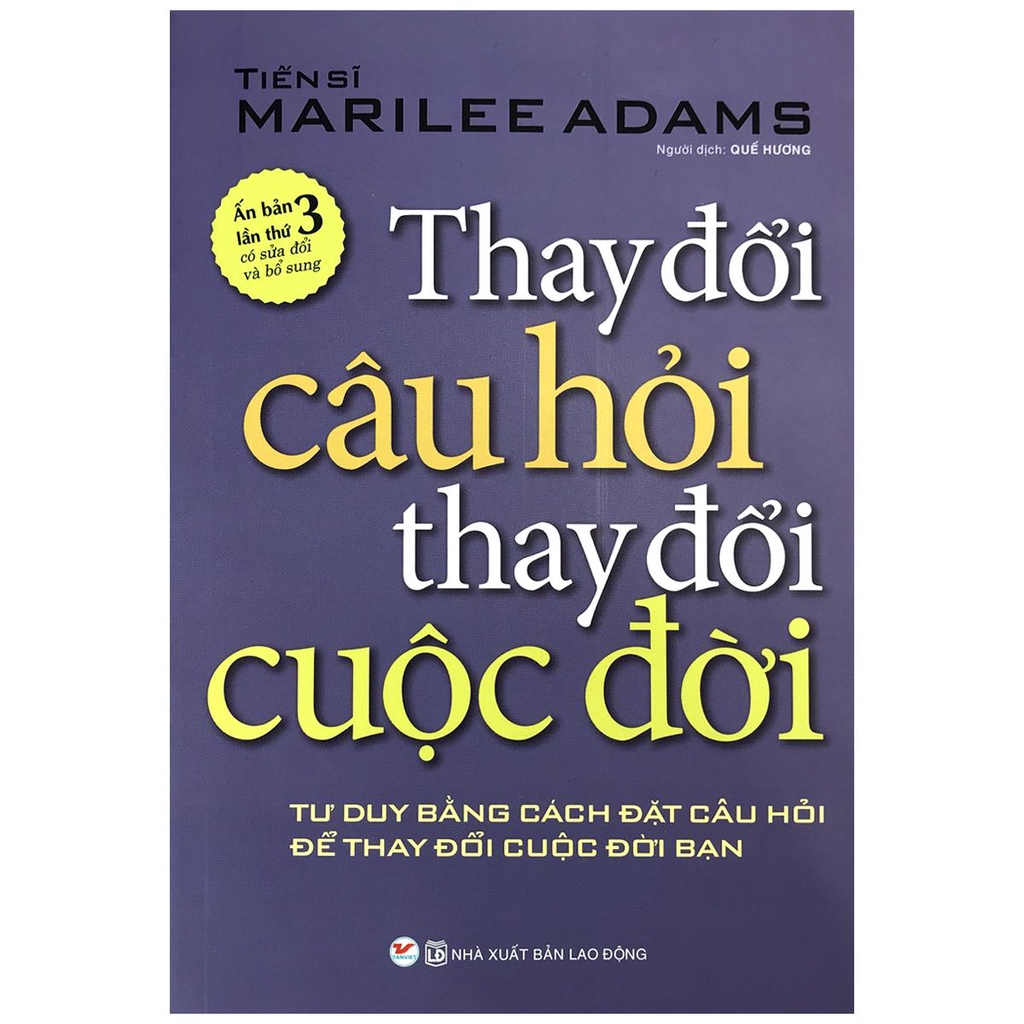 TIẾN SĨ
MARILEE ADAMS
Người dịch: QUẾ HƯƠNG
Ấn bản 3
lần thứ
có sửa đổi
và bổ sung
Thay đổi
câu hỏi
thay đổi
cuộc đời
TƯ DUY BẰNG CÁCH ĐẶT CÂU HỎI
ĐỂ THAY ĐỔI CUỘC ĐỜI BẠN
TANVIET
LĐ NHÀ XUẤT BẢN LAO ĐỘNG